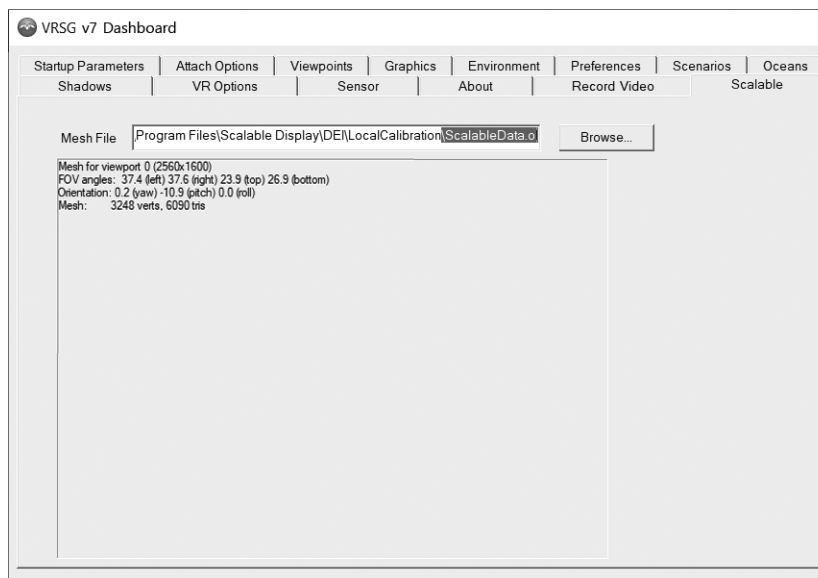 VRSG v7 Dashboard
Startup Parameters Attach Options Viewpoints Graphics Environment Preferences Scenarios Oceans
Shadows VR Options Sensor About Record Video Scalable
Mesh File Program Files\Scalable Display\DEI\LocalCalibration\ScalableData.ol Browse...
Mesh for viewport 0 (2560x1600)
FOV angles: 37.4 (left) 37.6 (right) 23.9 (top) 26.9 (bottom)
Orientation: 0.2 (yaw) -10.9 (pitch) 0.0 (roll)
Mesh: 3248 verts, 6090 tris